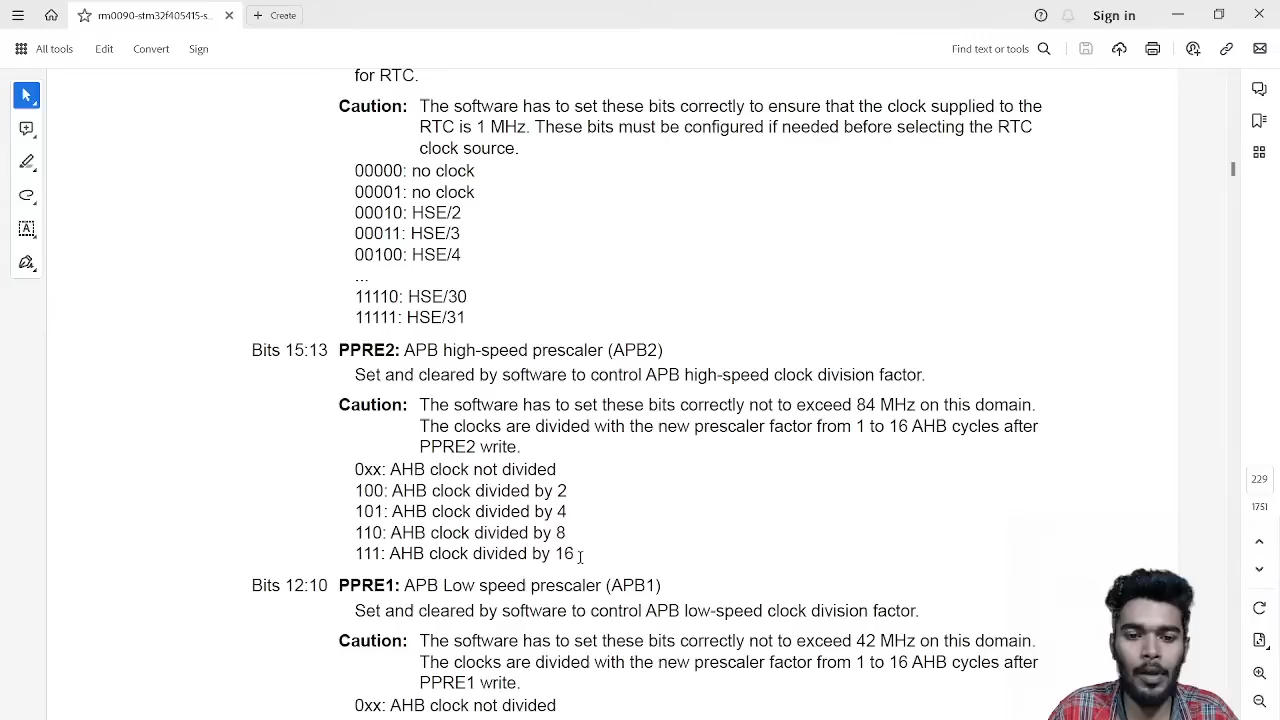 rm0090-stm32f405415-s...
Create
Sign in
All tools
Edit
Convert
Sign
Find text or tools
for RTC.
Caution: The software has to set these bits correctly to ensure that the clock supplied to the
RTC is 1 MHz. These bits must be configured if needed before selecting the RTC
clock source.
00000: no clock
00001: no clock
00010: HSE/2
00011: HSE/3
00100: HSE/4
...
11110: HSE/30
11111: HSE/31
Bits 15:13 PPRE2: APB high-speed prescaler (APB2)
Set and cleared by software to control APB high-speed clock division factor.
Caution: The software has to set these bits correctly not to exceed 84 MHz on this domain.
The clocks are divided with the new prescaler factor from 1 to 16 AHB cycles after
PPRE2 write.
0xx: AHB clock not divided
100: AHB clock divided by 2
101: AHB clock divided by 4
110: AHB clock divided by 8
111: AHB clock divided by 16
Bits 12:10 PPRE1: APB Low speed prescaler (APB1)
Set and cleared by software to control APB low-speed clock division factor.
Caution: The software has to set these bits correctly not to exceed 42 MHz on this domain.
The clocks are divided with the new prescaler factor from 1 to 16 AHB cycles after
PPRE1 write.
0xx: AHB clock not divided
229
1751